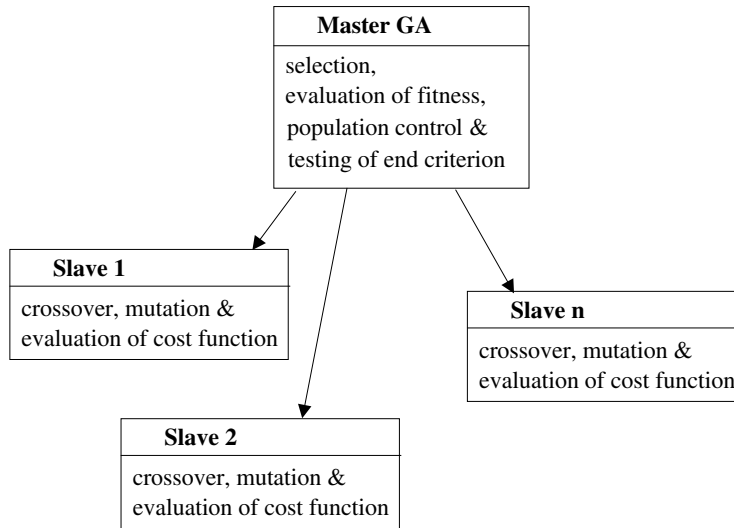 Master GA
selection,
evaluation of fitness,
population control &
testing of end criterion
Slave 1
crossover, mutation &
evaluation of cost function
Slave n
crossover, mutation &
evaluation of cost function
Slave 2
crossover, mutation &
evaluation of cost function